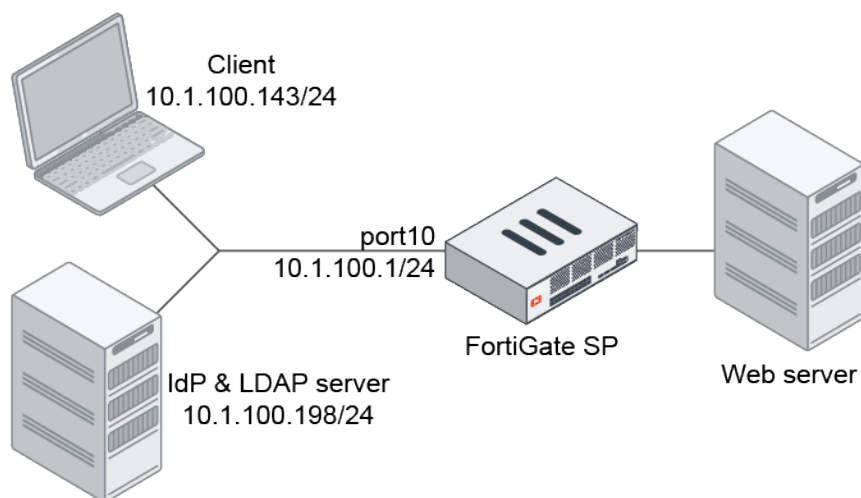 Client
10.1.100.143/24
port10
10.1.100.1/24
FortiGate SP
Web server
IdP & LDAP server
10.1.100.198/24